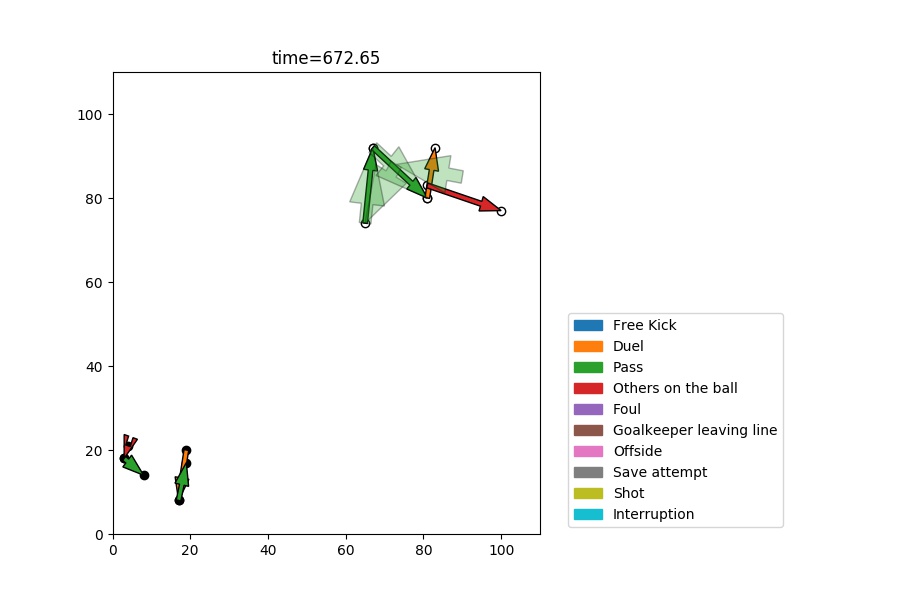 time=672.65
100
80
60
40
20
0
0 20 40 60 80 100
Free Kick
Duel
Pass
Others on the ball
Foul
Goalkeeper leaving line
Offside
Save attempt
Shot
Interruption